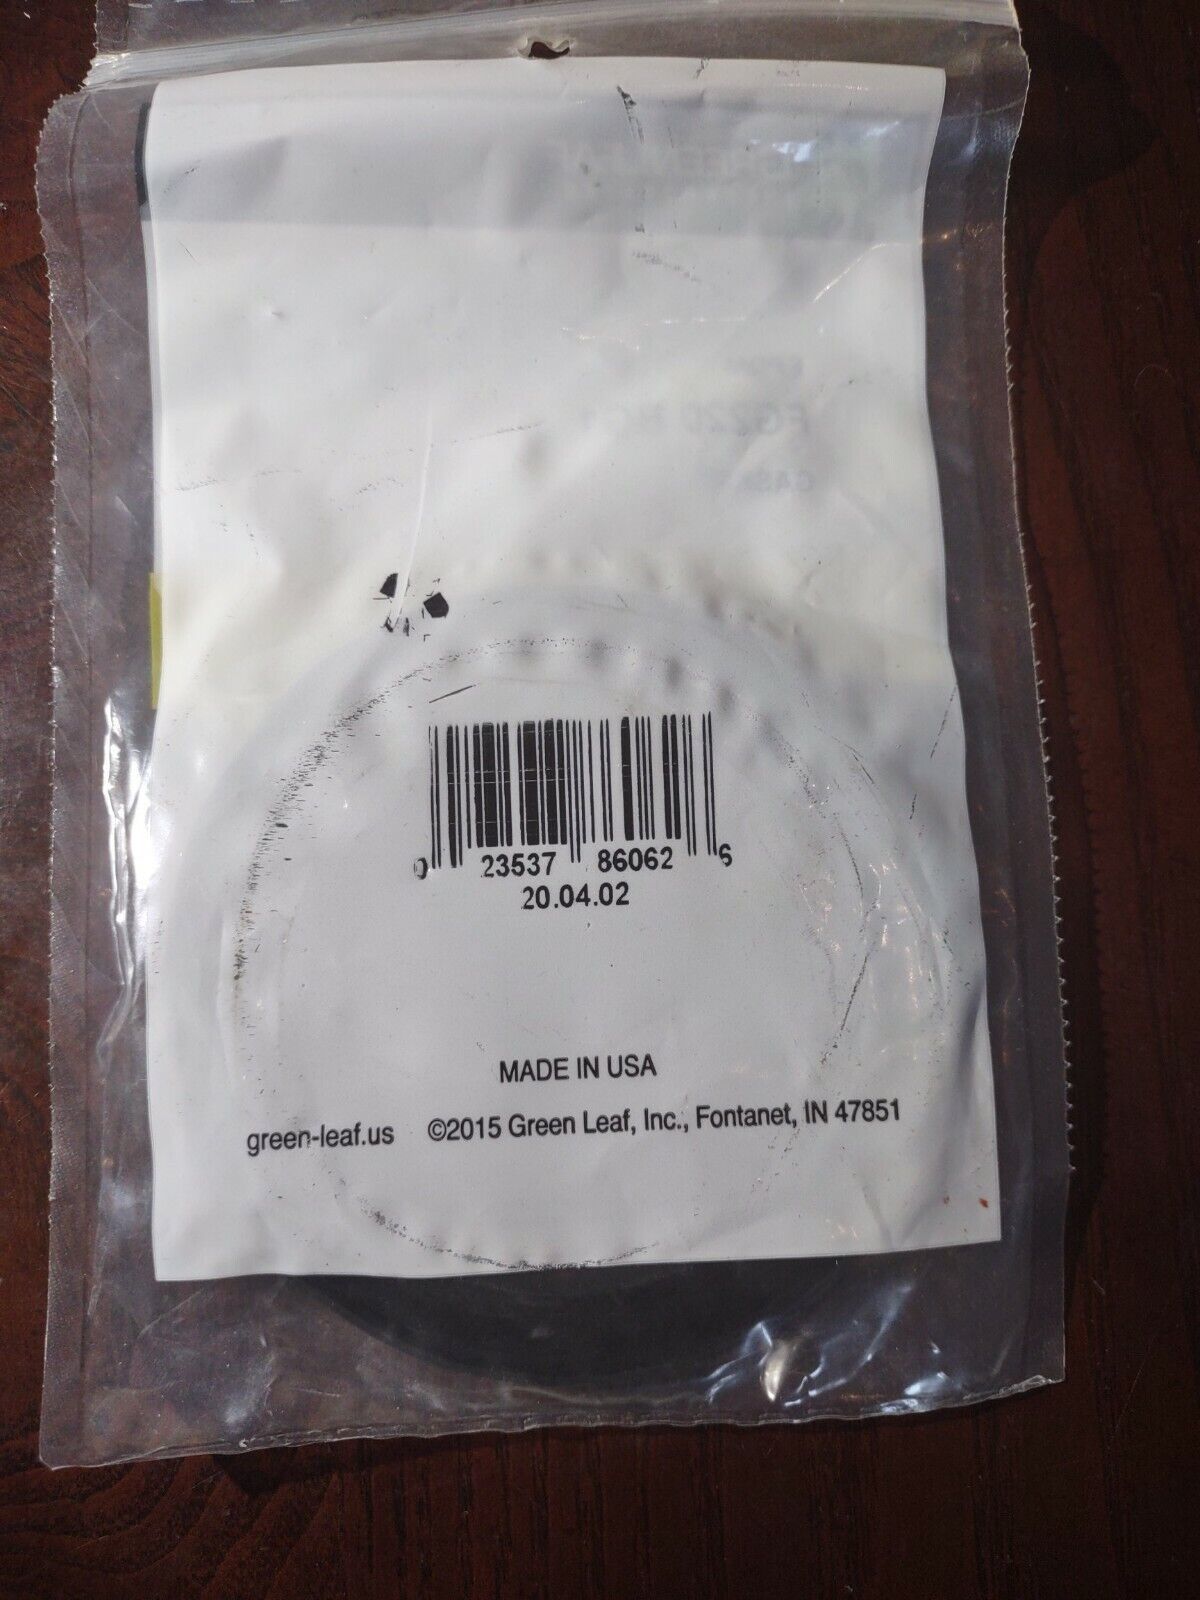 0 23537 86062 6
20.04.02
MADE IN USA
green-leaf.us ©2015 Green Leaf, Inc., Fontanet, IN 47851